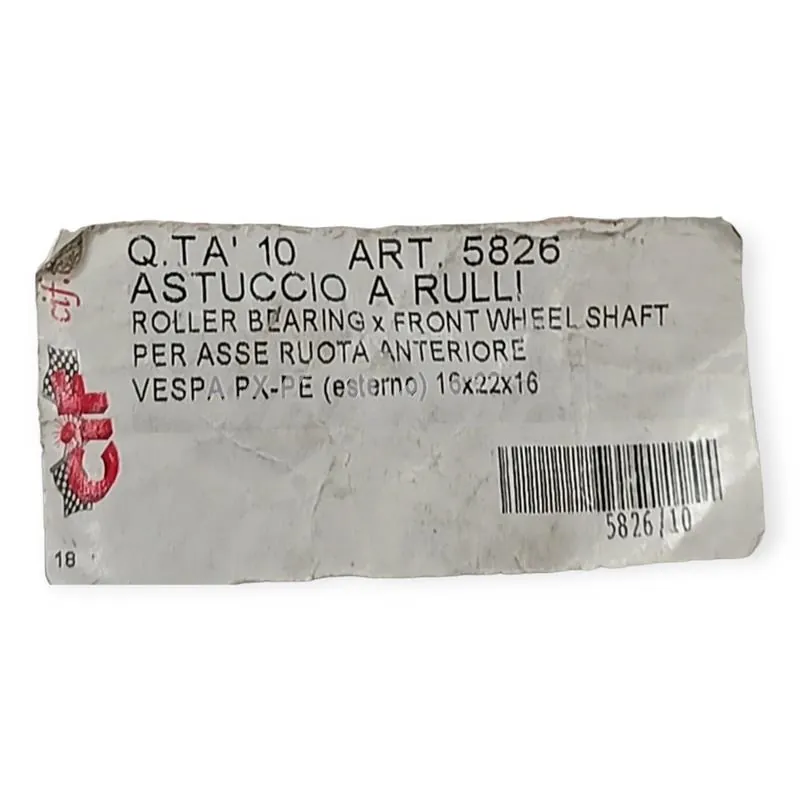 Q.TA' 10 ART. 5826
ASTUCCIO A RULLI
ROLLER BEARING x FRONT WHEEL SHAFT
PER ASSE RUOTA ANTERIORE
VESPA PX-PE (esterno) 16x22x16
cif.
CiF
5826/10
18